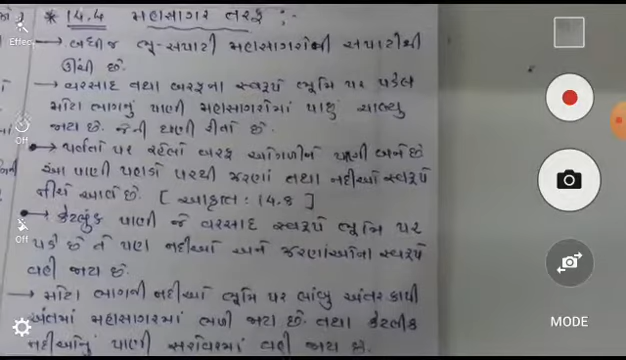 * 14.4 મહાસાગર તરફ :-
→ બધીજ ભૂ-સપાટી મહાસાગરોની સપાટીથી
ઊંચી છે.
→ વરસાદ તથા બરફના સ્વરૂપે ભૂમિ પર પડેલ
મોટા ભાગનું પાણી મહાસાગરોમાં પાછું ચાલ્યુ
જાય છે. જેની ઘણી રીતો છે.
→ પર્વતો પર રહેલો બરફ ઓગળીને પાણી બને છે
આ પાણી પહાડો પરથી ઝરણાં તથા નદીઓ સ્વરૂપે
નીચે આવે છે. [ આકૃતિ : 14.8 ]
→ કેટલુંક પાણી જે વરસાદ સ્વરૂપે ભૂમિ પર
પડે છે તે પણ નદીઓ અને ઝરણાંઓના સ્વરૂપે
વહી જાય છે.
→ મોટા ભાગની નદીઓ ભૂમિ પર લાંબુ અંતર કાપી
અંતમાં મહાસાગરમાં ભળી જાય છે. તથા કેટલીક
નદીઓનું પાણી સરોવરમાં વહી જાય છે.
Effec
Off
Off
MODE